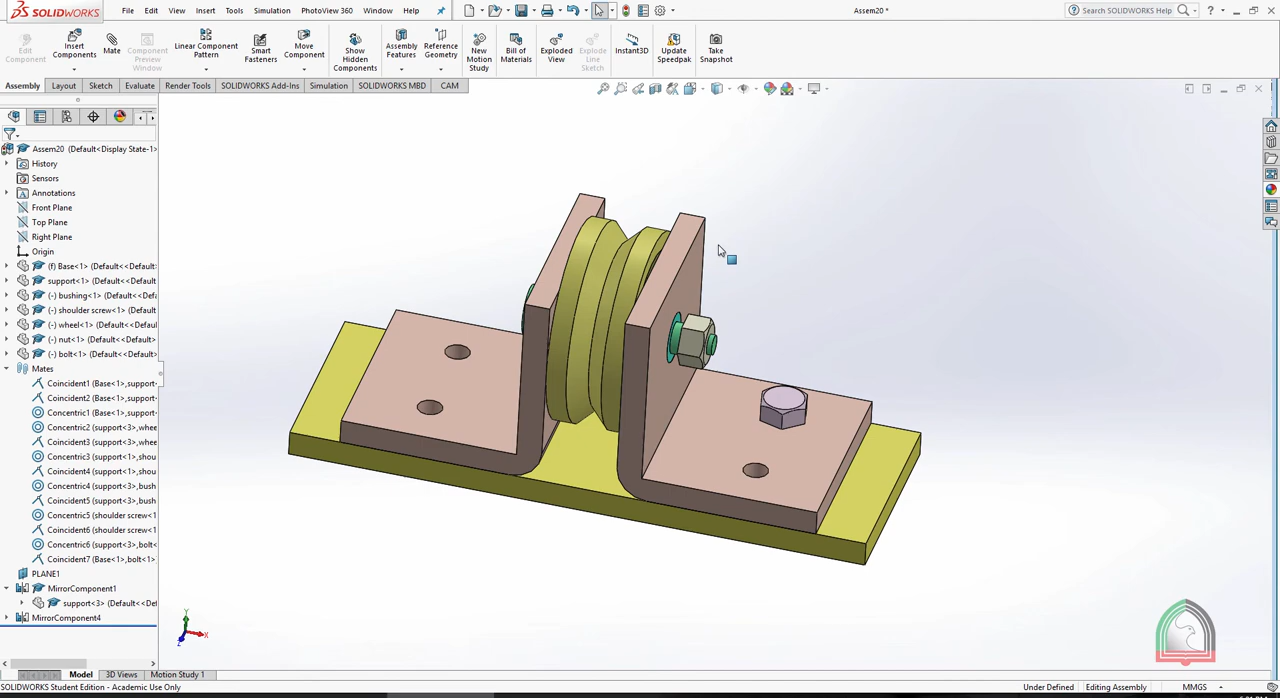 SOLIDWORKS
File Edit View Insert Tools Simulation PhotoView 360 Window Help
Assem20 *
Search SOLIDWORKS Help
Edit Component
Insert Components
Mate
Component Preview Window
Linear Component Pattern
Smart Fasteners
Move Component
Show Hidden Components
Assembly Features
Reference Geometry
New Motion Study
Bill of Materials
Exploded View
Explode Line Sketch
Instant3D
Update Speedpak
Take Snapshot
Assembly Layout Sketch Evaluate Render Tools SOLIDWORKS Add-Ins Simulation SOLIDWORKS MBD CAM
Assem20 (Default<Display State-1>
History
Sensors
Annotations
Front Plane
Top Plane
Right Plane
Origin
(f) Base<1> (Default<<Default
support<1> (Default<<Default
(-) bushing<1> (Default<<Defa
(-) shoulder screw<1> (Default
(-) wheel<1> (Default<<Defaul
(-) nut<1> (Default<<Default
(-) bolt<1> (Default<<Default
Mates
Coincident1 (Base<1>,support
Coincident2 (Base<1>,support
Concentric1 (Base<1>,support
Concentric2 (support<3>,whee
Coincident3 (support<3>,whee
Concentric3 (support<1>,shou
Coincident4 (support<1>,shou
Concentric4 (support<3>,bush
Coincident5 (support<3>,bush
Concentric5 (shoulder screw<1
Coincident6 (shoulder screw<1
Concentric6 (support<3>,bolt<
Coincident7 (Base<1>,bolt<1>
PLANE1
MirrorComponent1
support<3> (Default<<Def
MirrorComponent4
Y
X
Z
Model 3D Views Motion Study 1
SOLIDWORKS Student Edition - Academic Use Only
Under Defined Editing Assembly MMGS